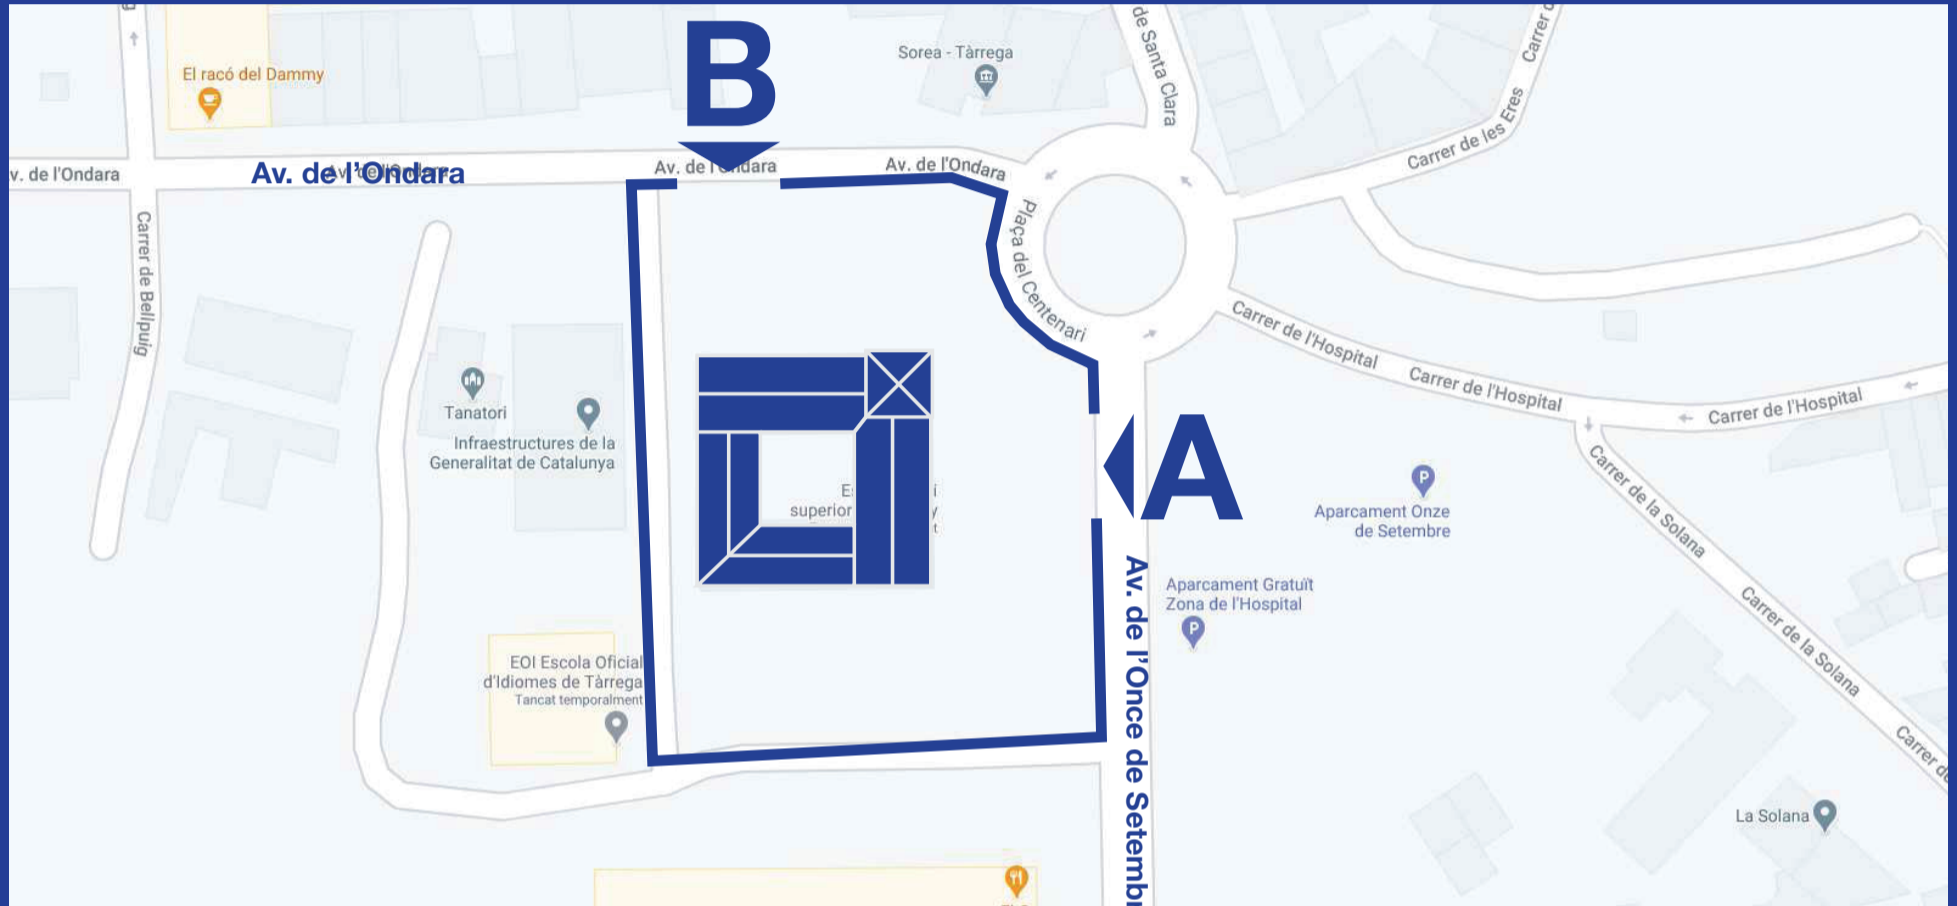 El racó del Dammy
B
Sorea - Tàrrega
de Santa Clara
Carrer de les Eres
Carrer
v. de l'Ondara
Av. de l'Ondara
Av. de l'Ondara
Av. de l'Ondara
Plaça del Centenari
Carrer de Bellpuig
Carrer de l'Hospital
Carrer de l'Hospital
Carrer de l'Hospital
Tanatori
Infraestructures de la
Generalitat de Catalunya
superior
A
P
Aparcament Onze
de Setembre
Carrer de la Solana
Aparcament Gratuït
Zona de l'Hospital
P
Av. de l'Once de Setembr
Carrer de la Solana
EOI Escola Oficial
d'Idiomes de Tàrrega
Tancat temporalment
Carrer de
La Solana